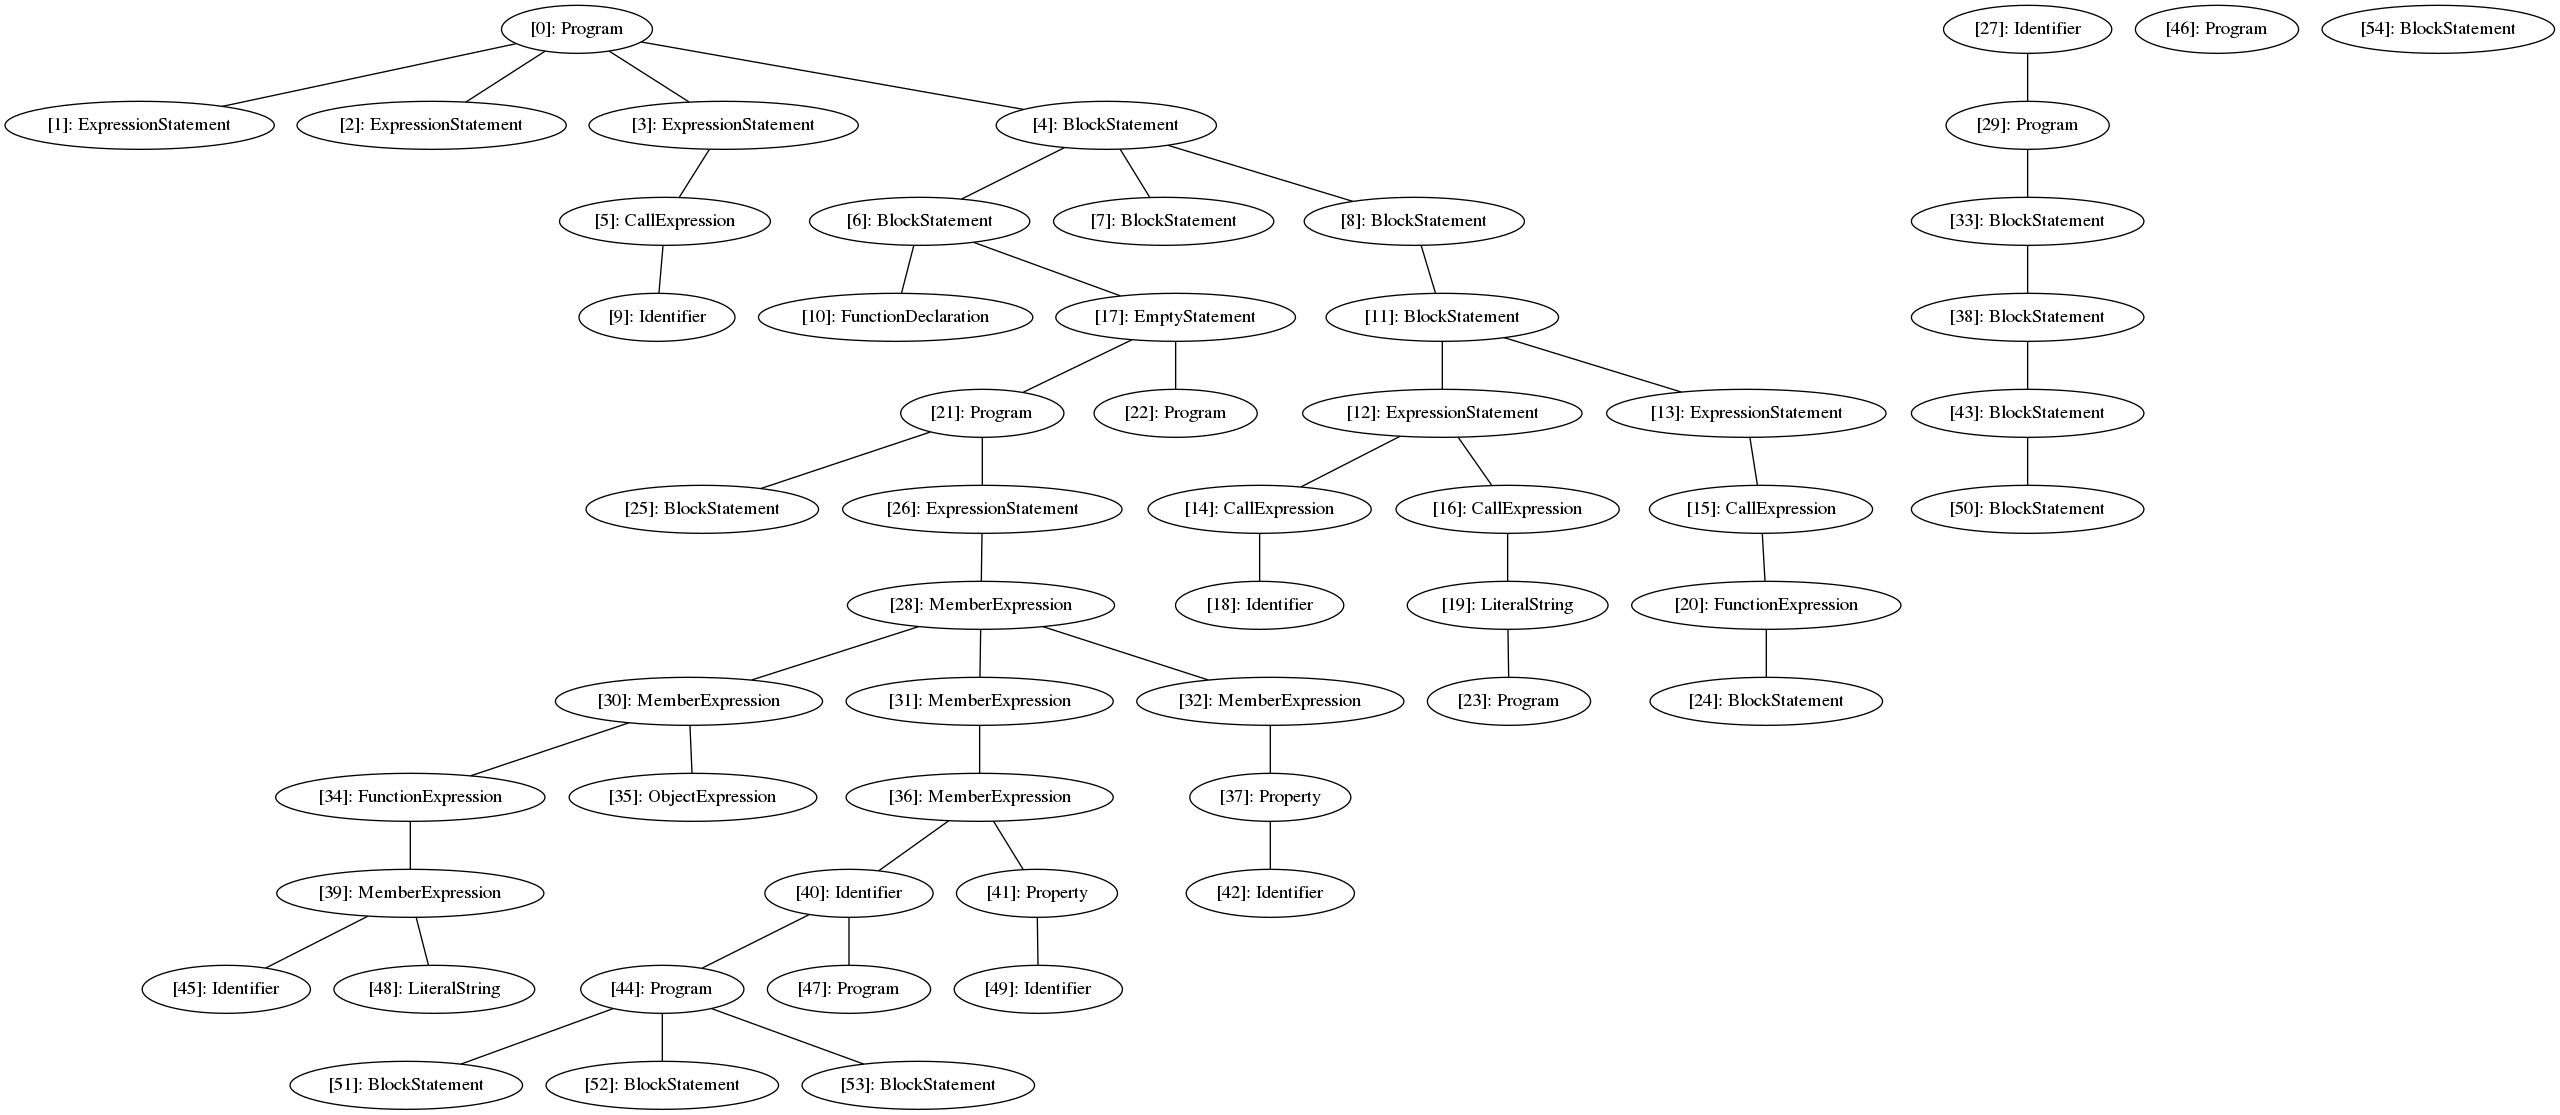 [0]: Program
[27]: Identifier
[46]: Program
[54]: BlockStatement
[1]: ExpressionStatement
[2]: ExpressionStatement
[3]: ExpressionStatement
[4]: BlockStatement
[29]: Program
[5]: CallExpression
[6]: BlockStatement
[7]: BlockStatement
[8]: BlockStatement
[33]: BlockStatement
[9]: Identifier
[10]: FunctionDeclaration
[17]: EmptyStatement
[11]: BlockStatement
[38]: BlockStatement
[21]: Program
[22]: Program
[12]: ExpressionStatement
[13]: ExpressionStatement
[43]: BlockStatement
[25]: BlockStatement
[26]: ExpressionStatement
[14]: CallExpression
[16]: CallExpression
[15]: CallExpression
[50]: BlockStatement
[28]: MemberExpression
[18]: Identifier
[19]: LiteralString
[20]: FunctionExpression
[30]: MemberExpression
[31]: MemberExpression
[32]: MemberExpression
[23]: Program
[24]: BlockStatement
[34]: FunctionExpression
[35]: ObjectExpression
[36]: MemberExpression
[37]: Property
[39]: MemberExpression
[40]: Identifier
[41]: Property
[42]: Identifier
[45]: Identifier
[48]: LiteralString
[44]: Program
[47]: Program
[49]: Identifier
[51]: BlockStatement
[52]: BlockStatement
[53]: BlockStatement